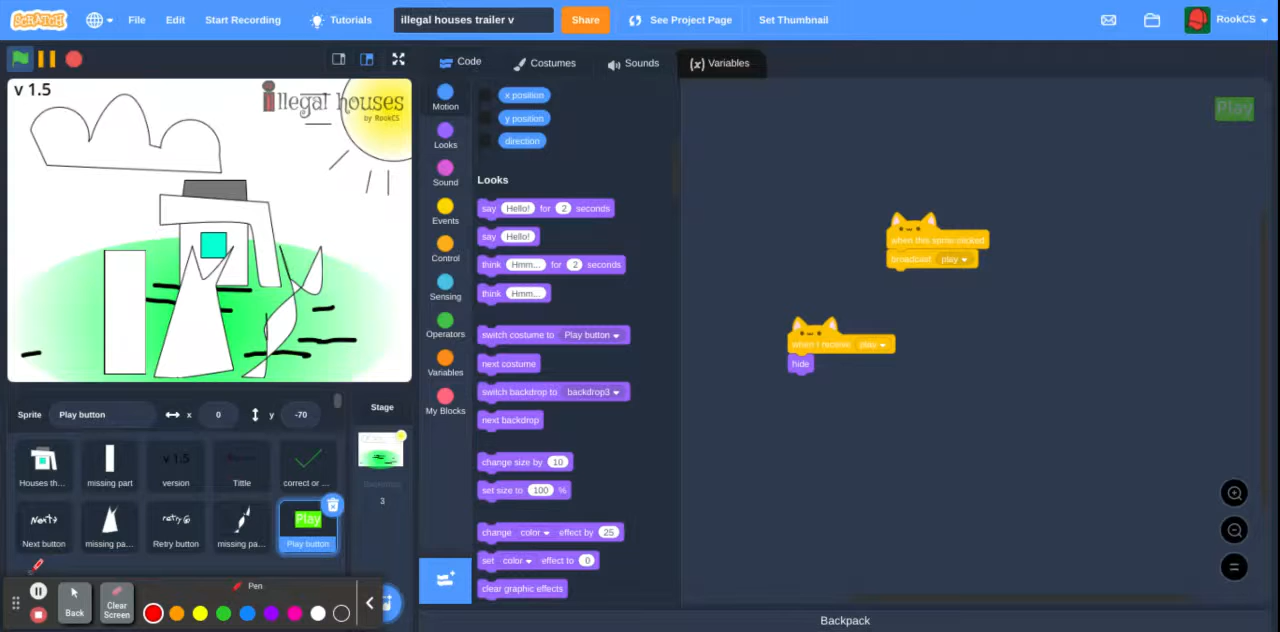 SCRATCH File Edit Start Recording Tutorials illegal houses trailer v Share See Project Page Set Thumbnail RookCS
Code Costumes Sounds (x) Variables
v 1.5
illegal houses
by RookCS
Motion
Looks
Sound
Events
Control
Sensing
Operators
Variables
My Blocks
x position
y position
direction
Looks
say Hello! for 2 seconds
say Hello!
think Hmm... for 2 seconds
think Hmm...
switch costume to Play button
next costume
switch backdrop to backdrop3
next backdrop
change size by 10
set size to 100 %
change color effect by 25
set color effect to 0
clear graphic effects
Play
when this sprite clicked
broadcast play
when I receive play
hide
Sprite Play button x 0 y -70
Stage
3
Houses th...
missing part
v 1.5
version
Tittle
correct or ...
Next
Next button
missing pa...
retry
Retry button
missing pa...
Play
Play button
Back
Clear
Screen
Pen
Backpack